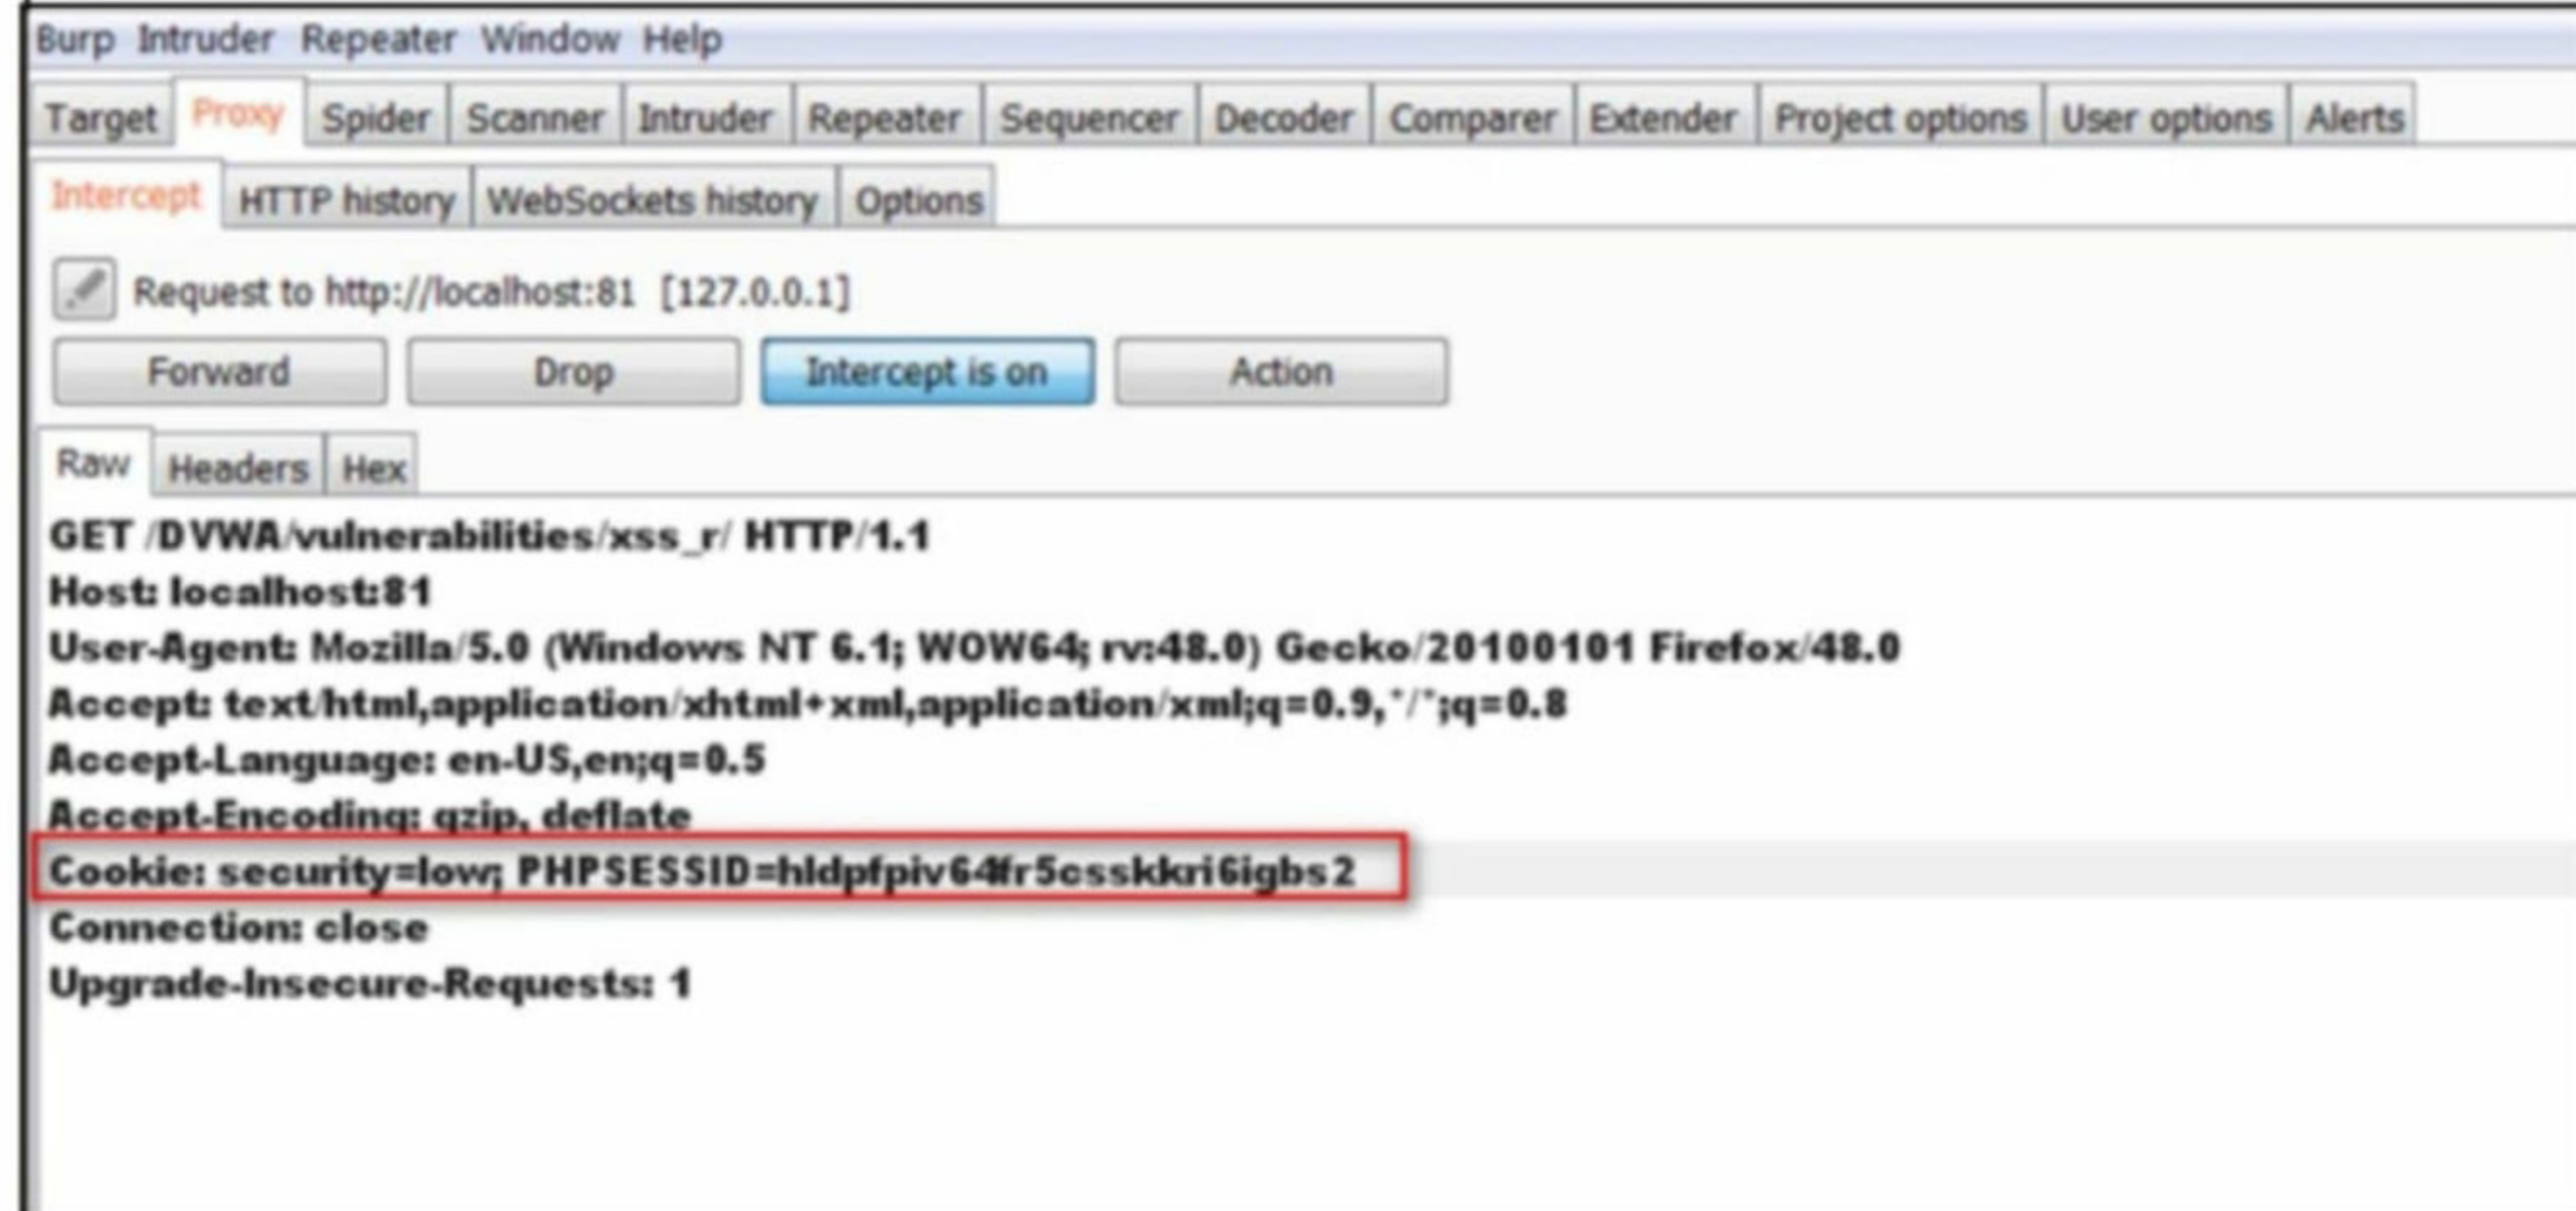 Burp Intruder Repeater Window Help
Target Proxy Spider Scanner Intruder Repeater Sequencer Decoder Comparer Extender Project options User options Alerts
Intercept HTTP history WebSockets history Options
Request to http://localhost:81 [127.0.0.1]
Forward Drop Intercept is on Action
Raw Headers Hex
GET /DVWA/vulnerabilities/xss_r/ HTTP/1.1
Host: localhost:81
User-Agent: Mozilla/5.0 (Windows NT 6.1; WOW64; rv:48.0) Gecko/20100101 Firefox/48.0
Accept: text/html,application/xhtml+xml,application/xml;q=0.9,*/*;q=0.8
Accept-Language: en-US,en;q=0.5
Accept-Encoding: gzip, deflate
Cookie: security=low; PHPSESSID=hldpfpiv64fr5csskkri6igbs2
Connection: close
Upgrade-Insecure-Requests: 1